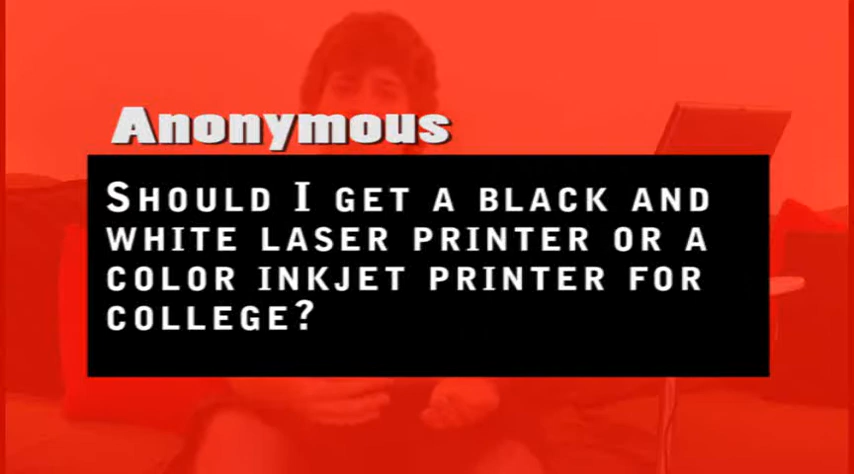 Anonymous
SHOULD I GET A BLACK AND
WHITE LASER PRINTER OR A
COLOR INKJET PRINTER FOR
COLLEGE?